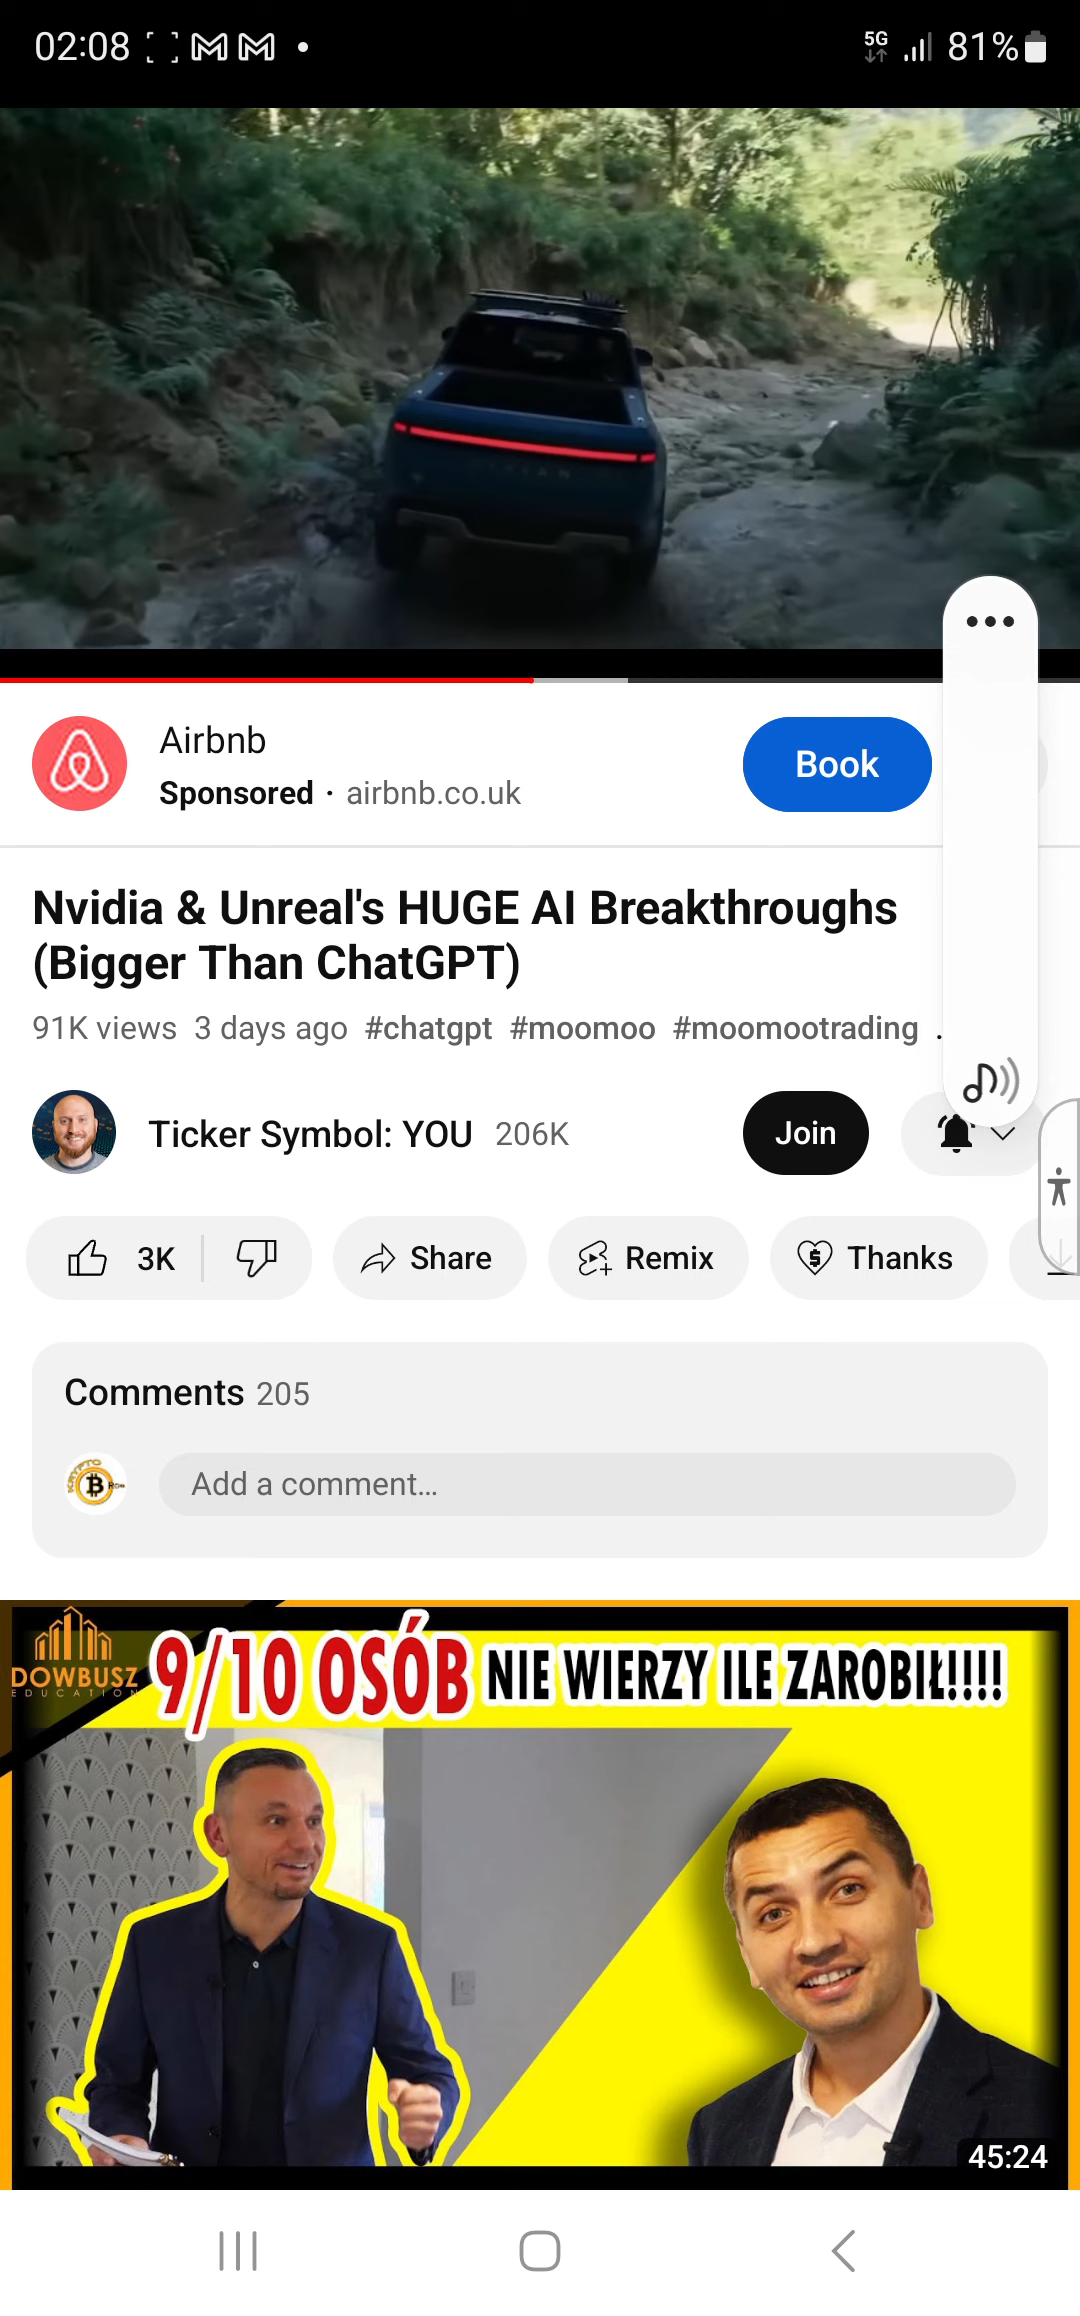 02:08
5G
81%
RIVIAN
Airbnb
Sponsored · airbnb.co.uk
Book
Nvidia & Unreal's HUGE AI Breakthroughs
(Bigger Than ChatGPT)
91K views 3 days ago #chatgpt #moomoo #moomootrading .
Ticker Symbol: YOU 206K
Join
3K
Share
Remix
Thanks
Comments 205
KRYPTO
Add a comment...
9/10 OSÓB NIE WIERZY ILE ZAROBIŁ!!!!
DOWBUSZ
EDUCATION
45:24